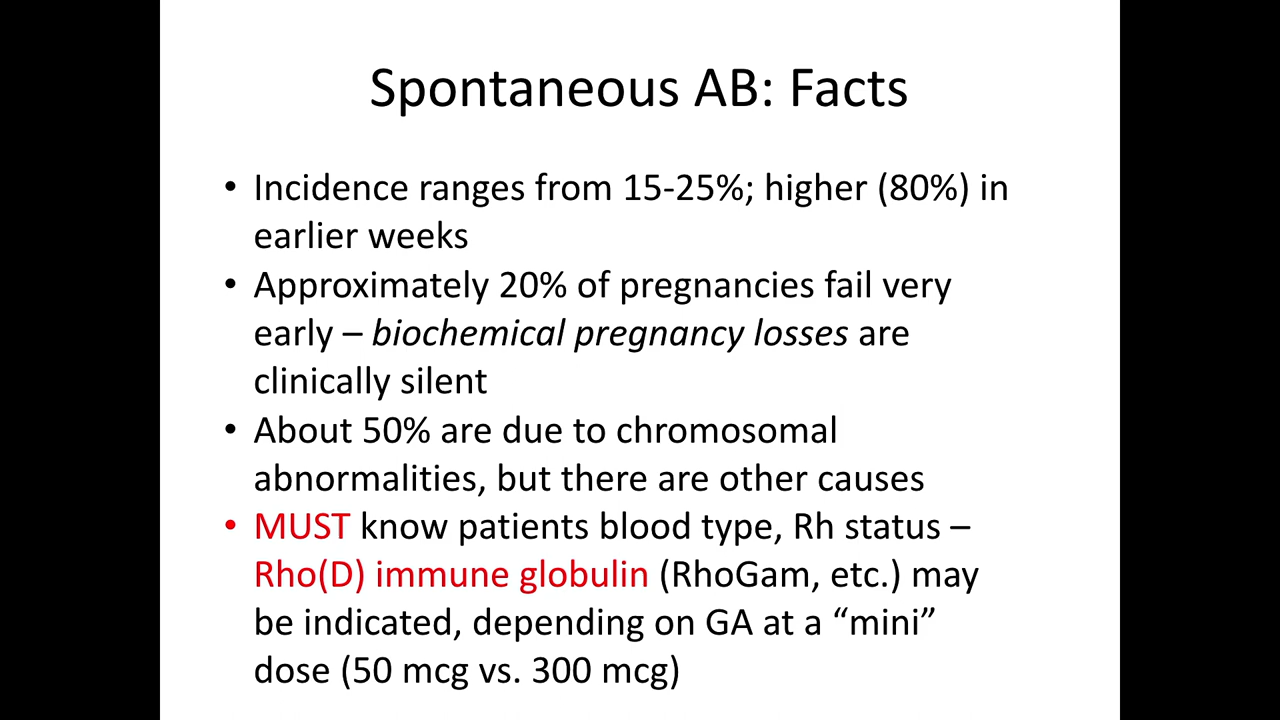 Spontaneous AB: Facts
• Incidence ranges from 15-25%; higher (80%) in
earlier weeks
• Approximately 20% of pregnancies fail very
early – biochemical pregnancy losses are
clinically silent
• About 50% are due to chromosomal
abnormalities, but there are other causes
• MUST know patients blood type, Rh status –
Rho(D) immune globulin (RhoGam, etc.) may
be indicated, depending on GA at a “mini”
dose (50 mcg vs. 300 mcg)